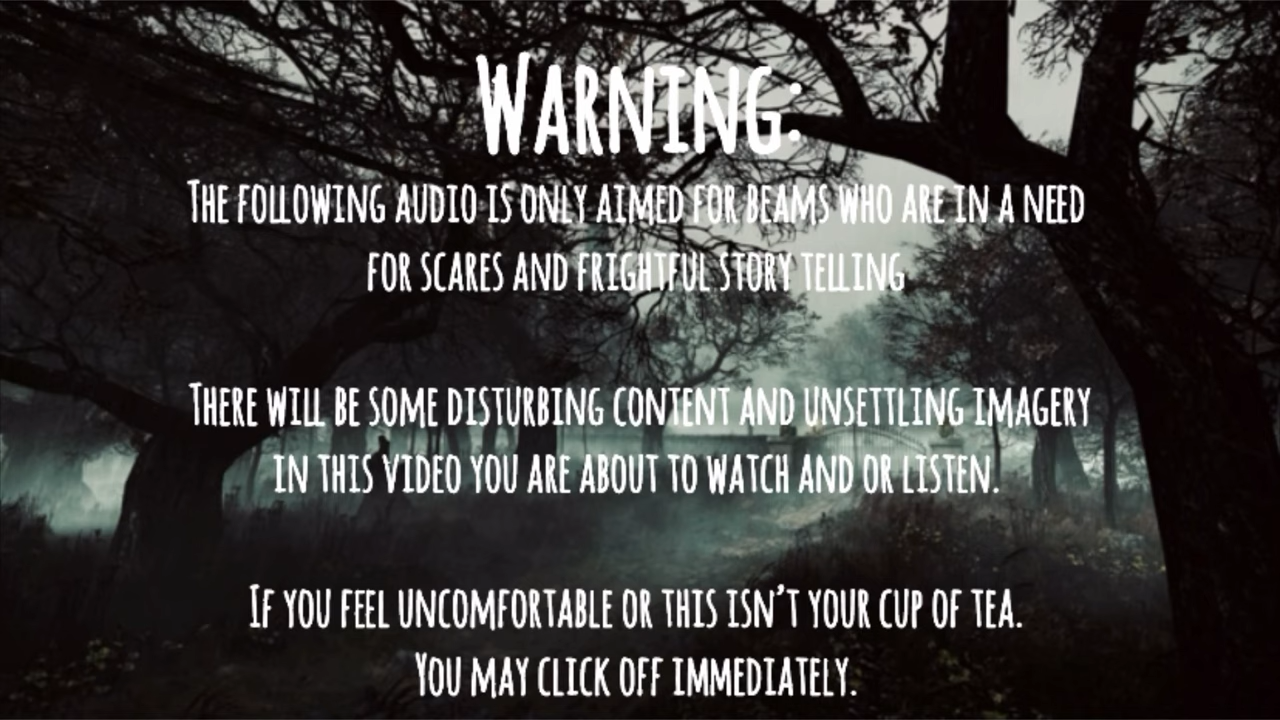 WARNING:
THE FOLLOWING AUDIO IS ONLY AIMED FOR BEAMS WHO ARE IN A NEED
FOR SCARES AND FRIGHTFUL STORY TELLING
THERE WILL BE SOME DISTURBING CONTENT AND UNSETTLING IMAGERY
IN THIS VIDEO YOU ARE ABOUT TO WATCH AND OR LISTEN.
IF YOU FEEL UNCOMFORTABLE OR THIS ISN'T YOUR CUP OF TEA.
YOU MAY CLICK OFF IMMEDIATELY.